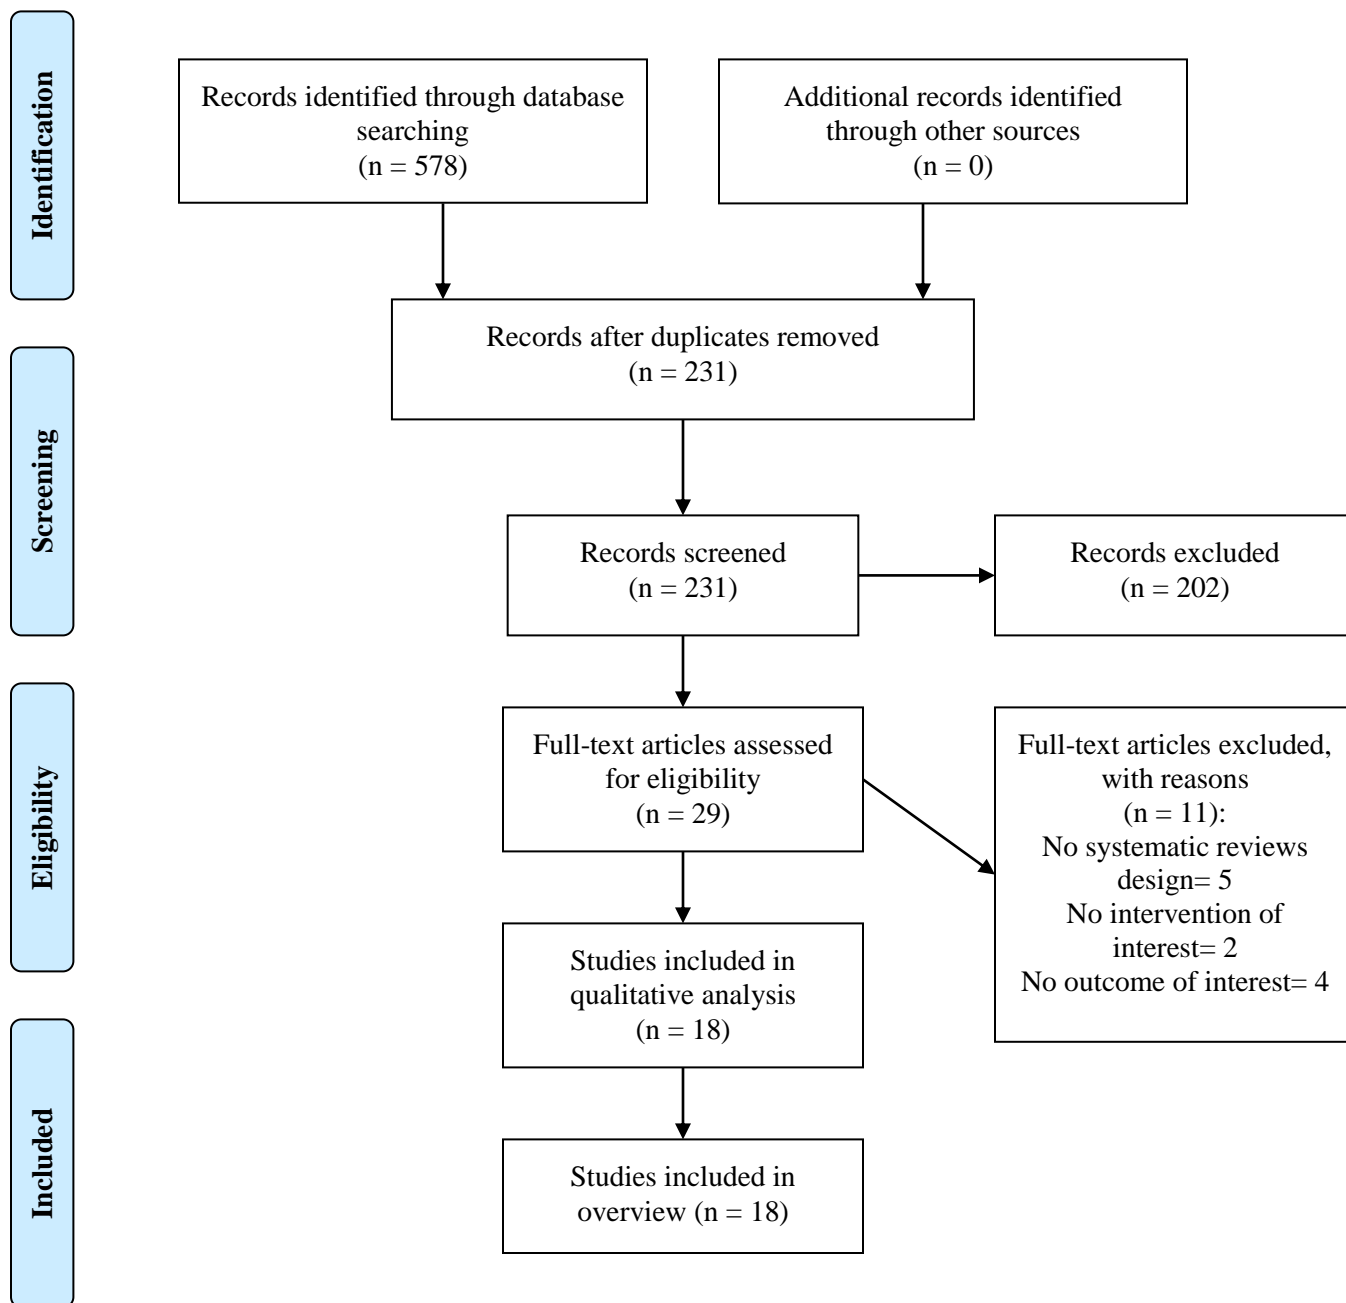 Identification
Records identified through database
searching
(n = 578)
Additional records identified
through other sources
(n = 0)
Records after duplicates removed
(n = 231)
Screening
Records screened
(n = 231)
Records excluded
(n = 202)
Eligibility
Full-text articles assessed
for eligibility
(n = 29)
Full-text articles excluded,
with reasons
(n = 11):
No systematic reviews
design= 5
No intervention of
interest= 2
No outcome of interest= 4
Studies included in
qualitative analysis
(n = 18)
Included
Studies included in
overview (n = 18)